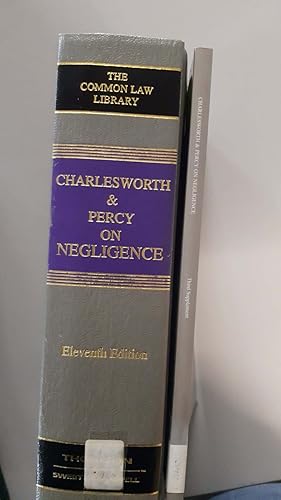 THE
COMMON LAW
LIBRARY
CHARLESWORTH
&
PERCY
ON
NEGLIGENCE
Eleventh Edition
CHARLESWORTH & PERCY ON NEGLIGENCE
Third Supplement